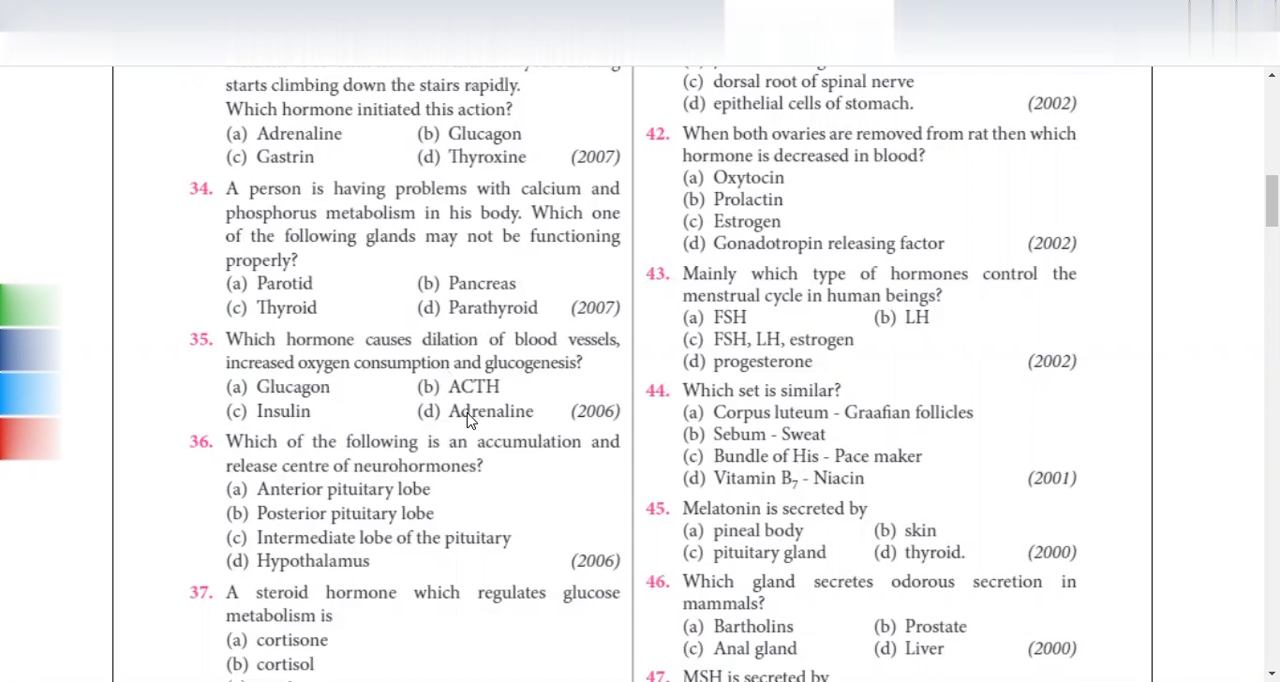 starts climbing down the stairs rapidly.
Which hormone initiated this action?
(a) Adrenaline (b) Glucagon
(c) Gastrin (d) Thyroxine (2007)
34. A person is having problems with calcium and
phosphorus metabolism in his body. Which one
of the following glands may not be functioning
properly?
(a) Parotid (b) Pancreas
(c) Thyroid (d) Parathyroid (2007)
35. Which hormone causes dilation of blood vessels,
increased oxygen consumption and glucogenesis?
(a) Glucagon (b) ACTH
(c) Insulin (d) Adrenaline (2006)
36. Which of the following is an accumulation and
release centre of neurohormones?
(a) Anterior pituitary lobe
(b) Posterior pituitary lobe
(c) Intermediate lobe of the pituitary
(d) Hypothalamus (2006)
37. A steroid hormone which regulates glucose
metabolism is
(a) cortisone
(b) cortisol
(c) dorsal root of spinal nerve
(d) epithelial cells of stomach. (2002)
42. When both ovaries are removed from rat then which
hormone is decreased in blood?
(a) Oxytocin
(b) Prolactin
(c) Estrogen
(d) Gonadotropin releasing factor (2002)
43. Mainly which type of hormones control the
menstrual cycle in human beings?
(a) FSH (b) LH
(c) FSH, LH, estrogen
(d) progesterone (2002)
44. Which set is similar?
(a) Corpus luteum - Graafian follicles
(b) Sebum - Sweat
(c) Bundle of His - Pace maker
(d) Vitamin B₇ - Niacin (2001)
45. Melatonin is secreted by
(a) pineal body (b) skin
(c) pituitary gland (d) thyroid. (2000)
46. Which gland secretes odorous secretion in
mammals?
(a) Bartholins (b) Prostate
(c) Anal gland (d) Liver (2000)
47. MSH is secreted by